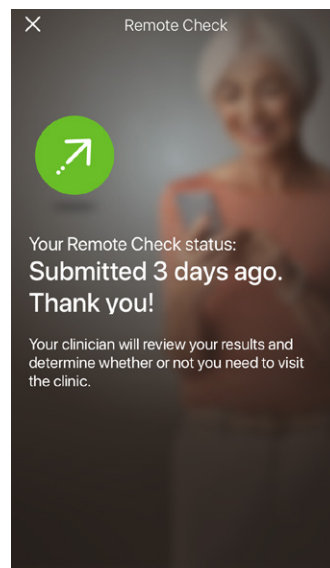 Remote Check
Your Remote Check status:
Submitted 3 days ago.
Thank you!
Your clinician will review your results and
determine whether or not you need to visit
the clinic.